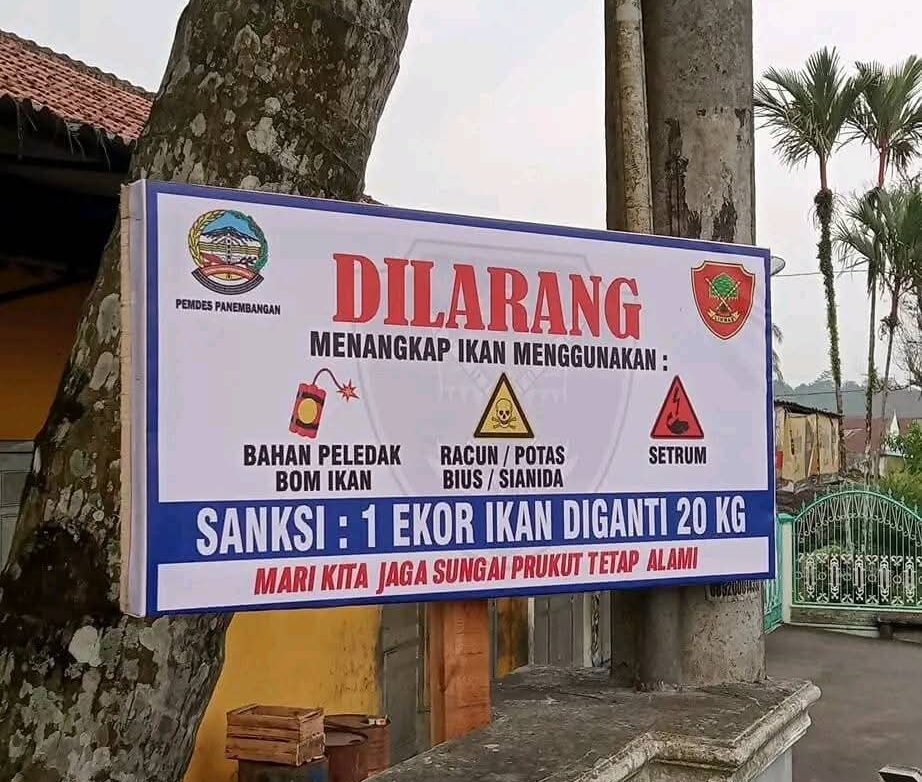 PEMDES PANEMBANGAN
DILARANG
MENANGKAP IKAN MENGGUNAKAN :
BAHAN PELEDAK
BOM IKAN
RACUN / POTAS
BIUS / SIANIDA
SETRUM
SANKSI : 1 EKOR IKAN DIGANTI 20 KG
MARI KITA JAGA SUNGAI PRUKUT TETAP ALAMI
LINMAS